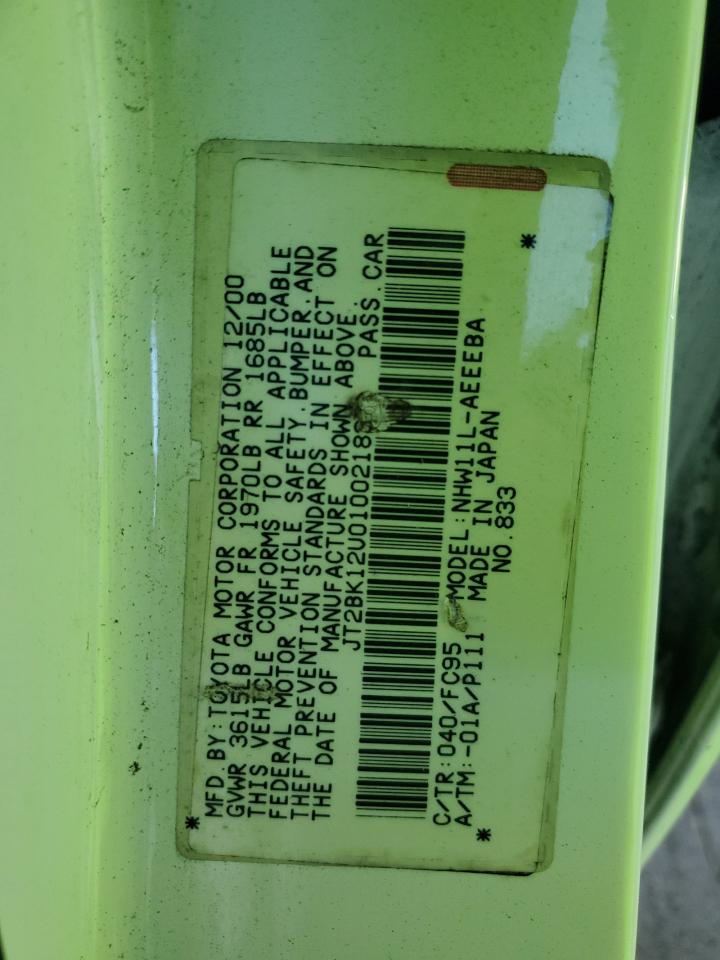 MFD. BY:TOYOTA MOTOR CORPORATION 12/00
GVWR 3615LB GAWR FR 1970LB RR 1685LB
THIS VEHICLE CONFORMS TO ALL APPLICABLE
FEDERAL MOTOR VEHICLE SAFETY, BUMPER, AND
THEFT PREVENTION STANDARDS IN EFFECT ON
THE DATE OF MANUFACTURE SHOWN ABOVE.
PASS. CAR
C/TR:040/FC95 MODEL:NHW11L-AEEEBA
A/TM:-01A/P111 MADE IN JAPAN
NO.833